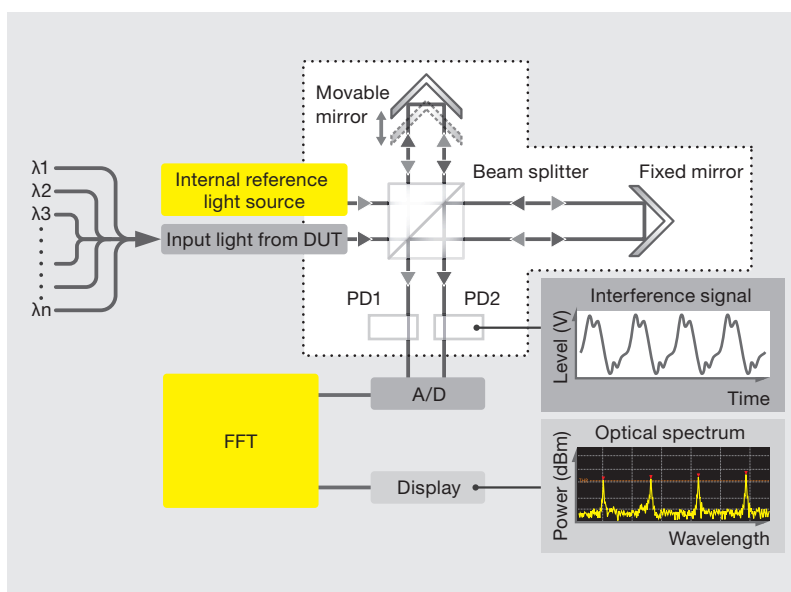 Movable
mirror
Beam splitter
Fixed mirror
λ1
λ2
λ3
λn
Internal reference
light source
Input light from DUT
PD1
PD2
Interference signal
Level (V)
Time
A/D
FFT
Display
Optical spectrum
Power (dBm)
Wavelength